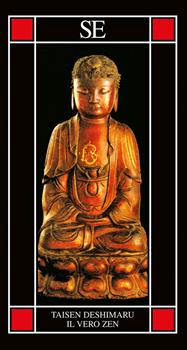 SE
TAISEN DESHIMARU
IL VERO ZEN